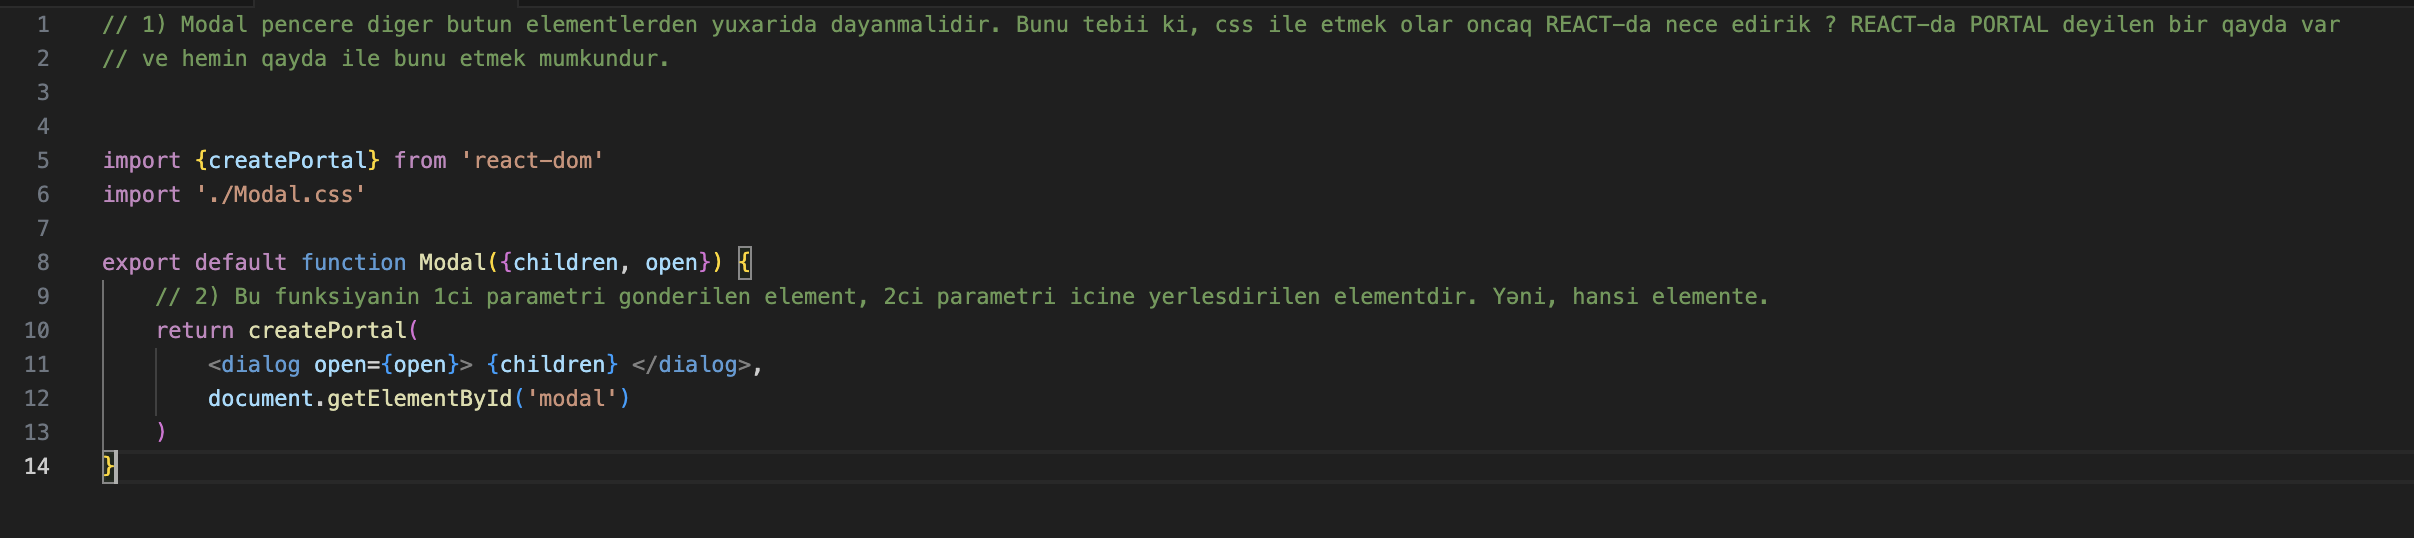 1 // 1) Modal pencere diger butun elementlerden yuxarida dayanmalidir. Bunu tebii ki, css ile etmek olar oncaq REACT-da nece edirik ? REACT-da PORTAL deyilen bir qayda var
2 // ve hemin qayda ile bunu etmek mumkundur.
3
4
5 import {createPortal} from 'react-dom'
6 import './Modal.css'
7
8 export default function Modal({children, open}) {
9     // 2) Bu funksiyanin 1ci parametri gonderilen element, 2ci parametri icine yerlesdirilen elementdir. Yəni, hansi elemente.
10     return createPortal(
11         <dialog open={open}> {children} </dialog>,
12         document.getElementById('modal')
13     )
14 }